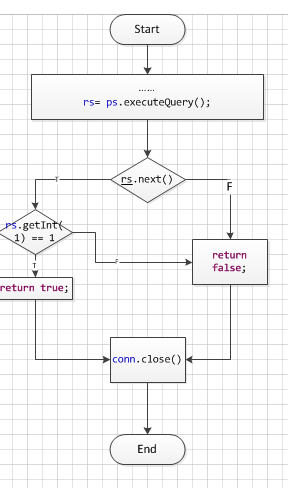 Start
......
rs= ps.executeQuery();
rs.next()
T
F
rs.getInt(
1) == 1
F
T
return
false;
return true;
conn.close()
End